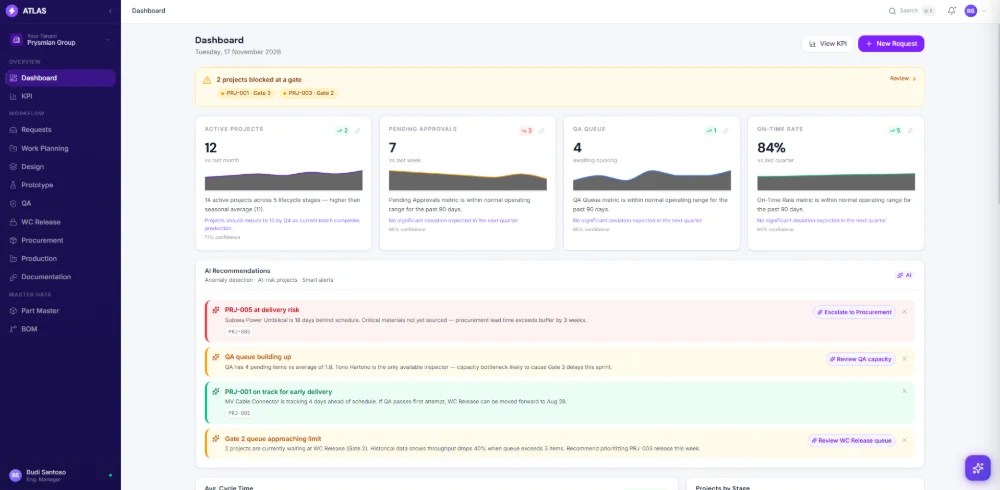 ATLAS
Dashboard
Search
BS
Your Tenant
Prysmian Group
OVERVIEW
Dashboard
KPI
WORKFLOW
Requests
Work Planning
Design
Prototype
QA
WC Release
Procurement
Production
Documentation
MASTER DATA
Part Master
BOM
BS
Budi Santoso
Eng. Manager
Dashboard
Tuesday, 17 November 2026
View KPI
+ New Request
2 projects blocked at a gate
PRJ-001 · Gate 3
PRJ-003 · Gate 2
Review →
ACTIVE PROJECTS
2
12
vs last month
14 active projects across 5 lifecycle stages — higher than
seasonal average (11).
Projects should reduce to 10 by QA as current batch completes
production.
71% confidence
PENDING APPROVALS
3
7
vs last week
Pending Approvals metric is within normal operating
range for the past 90 days.
No significant deviation expected in the next quarter.
QA QUEUE
1
4
awaiting booking
QA Queue metric is within normal operating range for the
past 90 days.
No significant deviation expected in the next quarter.
ON-TIME RATE
5
84%
vs last quarter
On-Time Rate metric is within normal operating range for
the past 90 days.
No significant deviation expected in the next quarter.
AI Recommendations
Anomaly detection · At-risk projects · Smart alerts
AI
PRJ-005 at delivery risk
Subsea Power Umbilical is 18 days behind schedule. Critical materials not yet sourced — procurement lead time exceeds buffer by 3 weeks.
PRJ-005
Escalate to Procurement
QA queue building up
QA has 4 pending items vs average of 1.8. Tono Hartono is the only available inspector — capacity bottleneck likely to cause Gate 3 delays this sprint.
Review QA capacity
PRJ-001 on track for early delivery
MV Cable Connector is tracking 4 days ahead of schedule. If QA passes first attempt, WC Release can be moved forward to Aug 28.
PRJ-001
Gate 2 queue approaching limit
2 projects are currently waiting at WC Release (Gate 2). Historical data shows throughput drops 40% when queue exceeds 3 items. Recommend prioritizing PRJ-003 release this week.
Review WC Release queue
Avg. Cycle Time
Projects by Stage